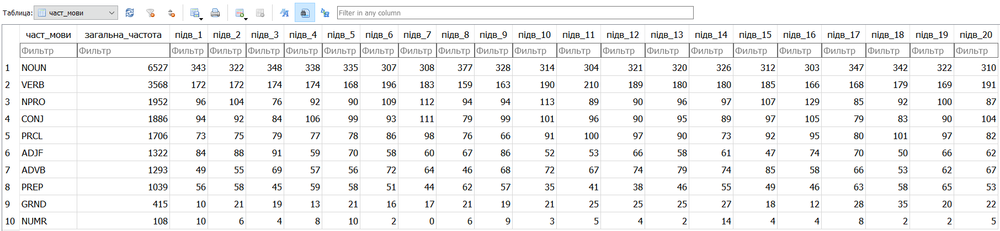 Таблица: част_мови Filter in any column
част_мови загальна_частота підв_1 підв_2 підв_3 підв_4 підв_5 підв_6 підв_7 підв_8 підв_9 підв_10 підв_11 підв_12 підв_13 підв_14 підв_15 підв_16 підв_17 підв_18 підв_19 підв_20
Фильтр Фильтр Фильтр Фильтр Фильтр Фильтр Фильтр Фильтр Фильтр Фильтр Фильтр Фильтр Фильтр Фильтр Фильтр Фильтр Фильтр Фильтр Фильтр Фильтр Фильтр Фильтр
1 NOUN 6527 343 322 348 338 335 307 308 377 328 314 304 321 320 326 312 303 347 342 322 310
2 VERB 3568 172 172 174 174 168 196 183 159 163 190 210 189 180 180 185 166 168 179 169 191
3 NPRO 1952 96 104 76 92 90 109 112 94 94 113 89 90 96 97 107 129 85 92 100 87
4 CONJ 1886 94 92 84 106 99 93 111 79 99 101 96 90 95 89 97 105 79 83 90 104
5 PRCL 1706 73 75 79 77 78 86 98 76 66 91 100 97 90 73 92 95 80 101 97 82
6 ADJF 1322 84 88 91 59 70 58 60 67 86 52 53 66 58 61 47 74 70 50 66 62
7 ADVB 1293 49 55 69 57 56 72 64 46 68 72 67 74 79 74 85 58 66 53 62 67
8 PREP 1039 56 58 45 59 58 51 44 62 57 35 41 38 46 55 49 46 63 58 65 53
9 GRND 415 10 21 19 13 21 16 17 21 19 21 25 25 25 27 18 12 28 35 20 22
10 NUMR 108 10 6 4 8 10 2 0 6 9 3 5 4 2 14 4 4 8 2 2 5